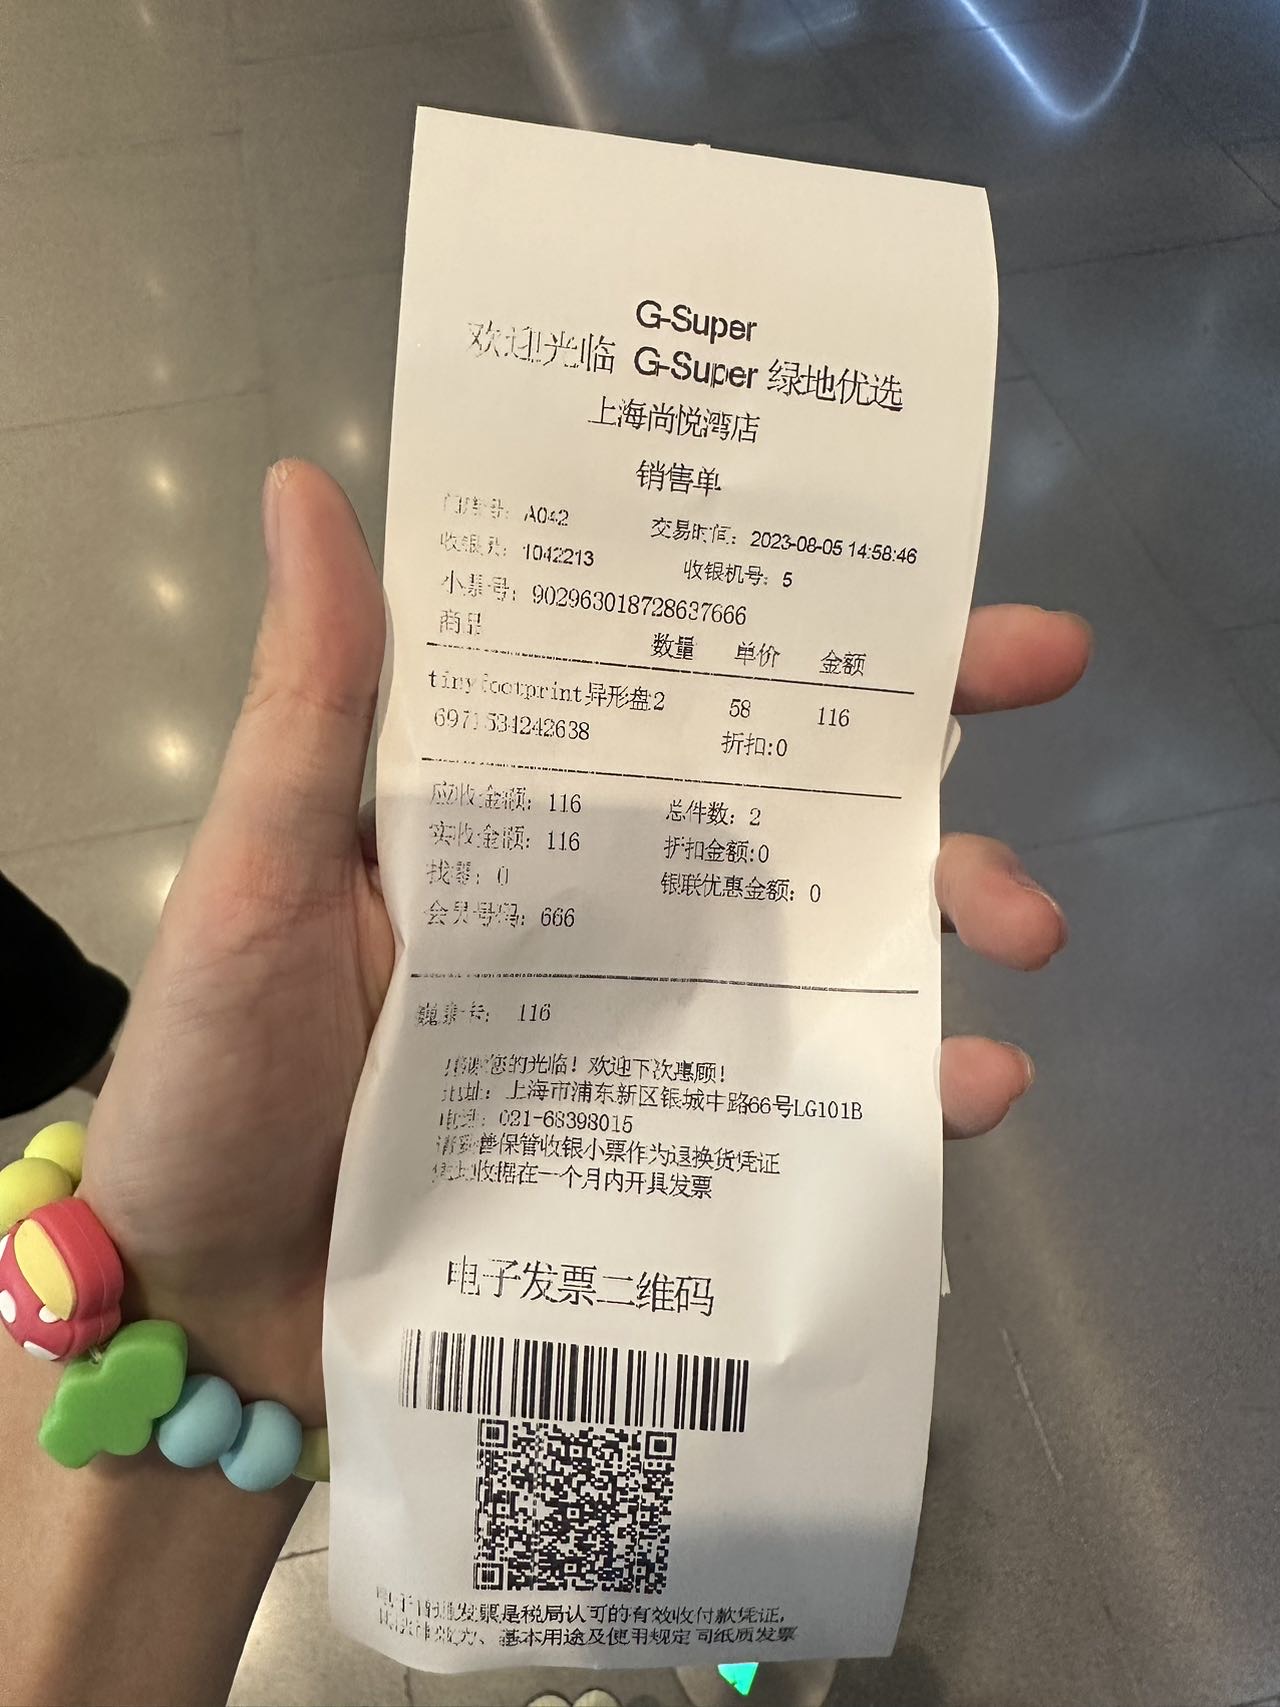 G-Super
欢迎光临 G-Super 绿地优选
上海尚悦湾店
销售单
门店号: A042 交易时间: 2023-08-05 14:58:46
收银员: 1042213 收银机号: 5
小票号: 902963018728637666
商品 数量 单价 金额
tinyfootprint异形盘2 58 116
6971534242638 折扣:0
应收金额: 116 总件数: 2
实收金额: 116 折扣金额:0
找零: 0 银联优惠金额: 0
会员号码: 666
116
感谢您的光临! 欢迎下次惠顾!
地址: 上海市浦东新区银城中路66号LG101B
电话: 021-68398015
请妥善保管收银小票作为退换货凭证
凭此收据在一个月内开具发票
电子发票二维码
发票是税局认可的有效收付款凭证,
基本用途及使用规定同纸质发票